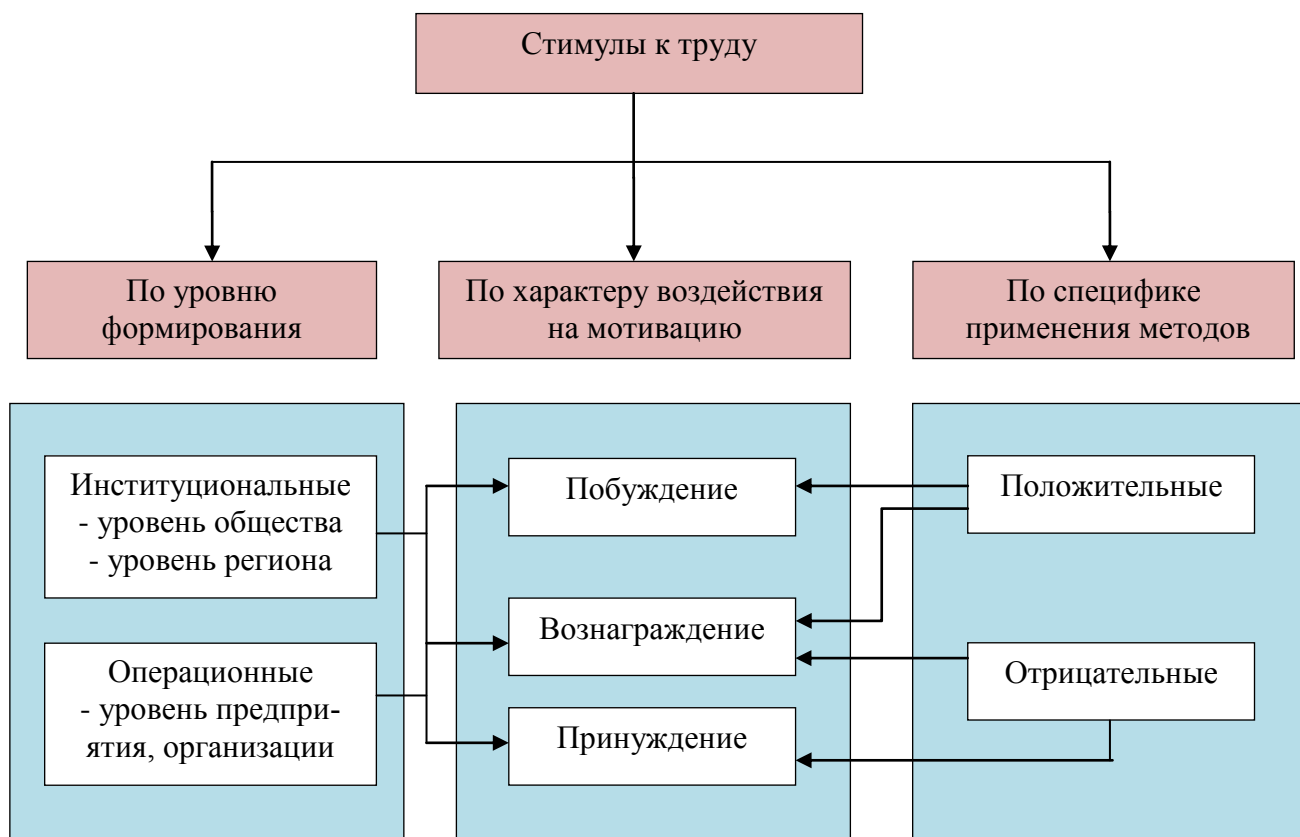 Стимулы к труду
По уровню
формирования
По характеру воздействия
на мотивацию
По специфике
применения методов
Институциональные
- уровень общества
- уровень региона
Операционные
- уровень предпри-
ятия, организации
Побуждение
Вознаграждение
Принуждение
Положительные
Отрицательные